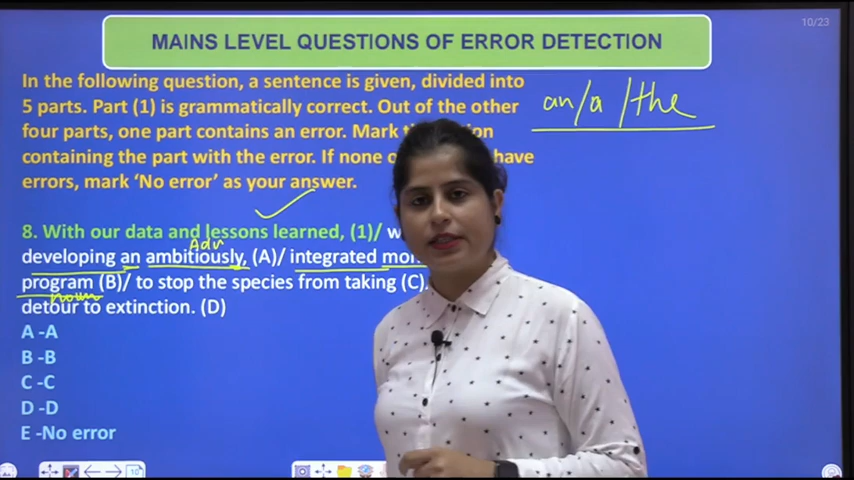 10/23
MAINS LEVEL QUESTIONS OF ERROR DETECTION
In the following question, a sentence is given, divided into
5 parts. Part (1) is grammatically correct. Out of the other
four parts, one part contains an error. Mark
containing the part with the error. If none have
errors, mark ‘No error’ as your answer.
an/a/the
8. With our data and lessons learned, (1)/
Adv
developing an ambitiously, (A)/ integrated
program (B)/ to stop the species from taking (C)
noun
detour to extinction. (D)
A -A
B -B
C -C
D -D
E -No error
10